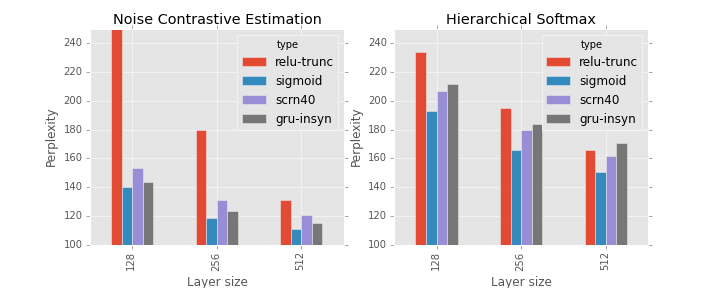 Noise Contrastive Estimation
type
relu-trunc
sigmoid
scrn40
gru-insyn
240
220
200
180
160
140
120
100
Perplexity
128
256
512
Layer size
Hierarchical Softmax
type
relu-trunc
sigmoid
scrn40
gru-insyn
240
220
200
180
160
140
120
100
Perplexity
128
256
512
Layer size